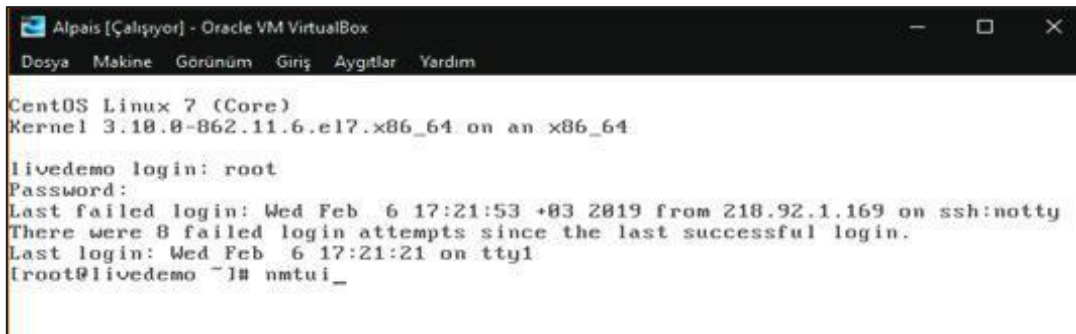 Alpais [Çalışıyor] - Oracle VM VirtualBox
Dosya Makine Görünüm Giriş Aygıtlar Yardım
CentOS Linux 7 (Core)
Kernel 3.10.0-862.11.6.el7.x86_64 on an x86_64
livedemo login: root
Password:
Last failed login: Wed Feb  6 17:21:53 +03 2019 from 218.92.1.169 on ssh:notty
There were 8 failed login attempts since the last successful login.
Last login: Wed Feb  6 17:21:21 on tty1
[root@livedemo ~]# nmtui_